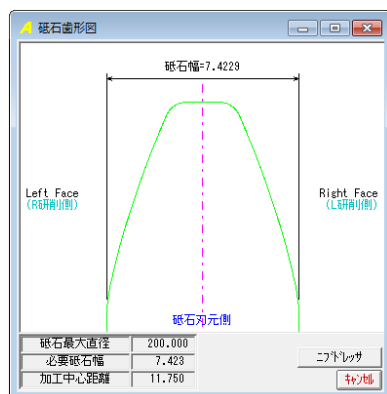 砥石歯形図
砥石幅=7.4229
Left Face
(R研削側)
Right Face
(L研削側)
砥石刃元側
砥石最大直径 200.000
必要砥石幅 7.423
加工中心距離 11.750
ニブドレッサ
キャンセル